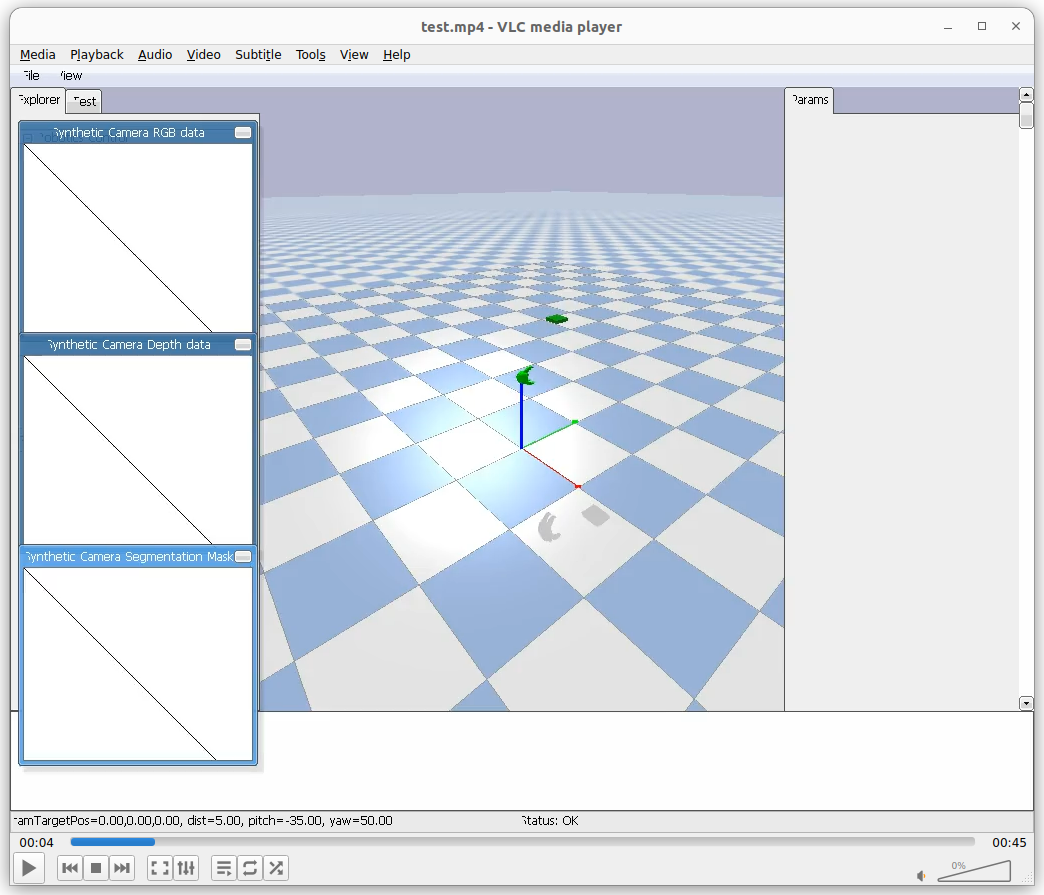 test.mp4 - VLC media player
Media Playback Audio Video Subtitle Tools View Help
File View
Explorer Test
Params
Synthetic Camera RGB data
Synthetic Camera Depth data
Synthetic Camera Segmentation Mask
amTargetPos=0.00,0.00,0.00, dist=5.00, pitch=-35.00, yaw=50.00
Status: OK
00:04
00:45
0%